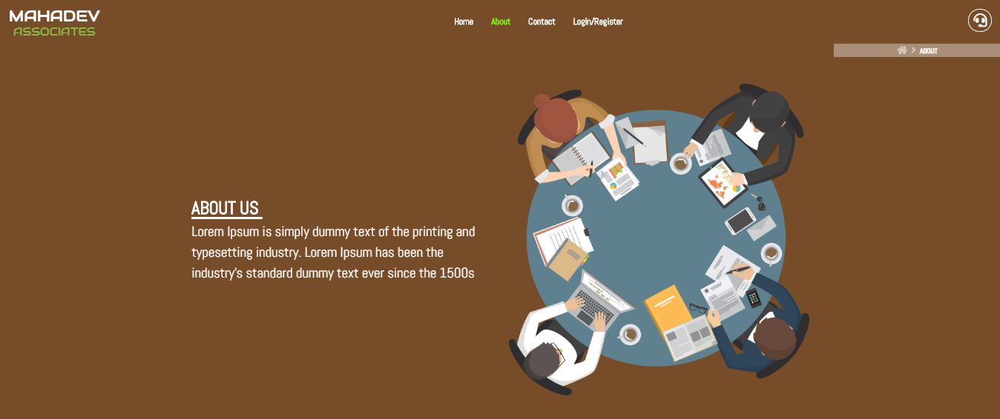 MAHADEV
ASSOCIATES
Home About Contact Login/Register
ABOUT
ABOUT US
Lorem Ipsum is simply dummy text of the printing and
typesetting industry. Lorem Ipsum has been the
industry's standard dummy text ever since the 1500s